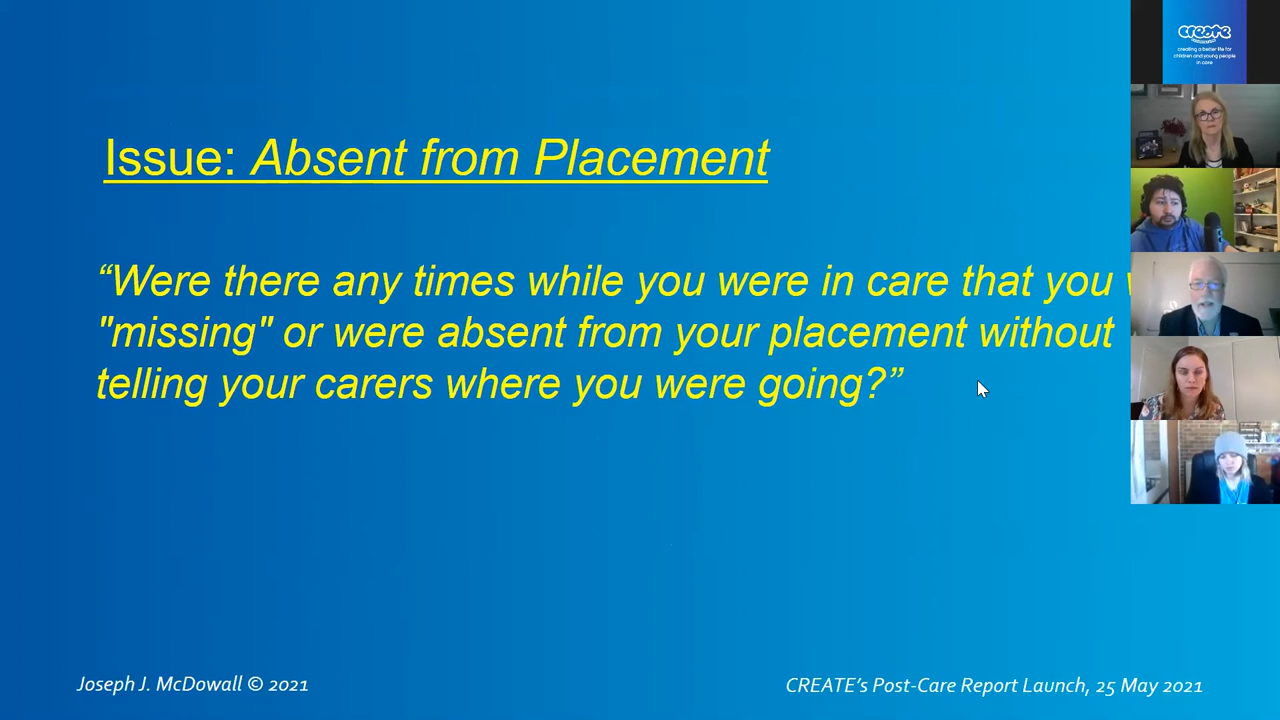 Issue: Absent from Placement
“Were there any times while you were in care that you
"missing" or were absent from your placement without
telling your carers where you were going?”
Joseph J. McDowall © 2021
CREATE’s Post-Care Report Launch, 25 May 2021
create
creating a better life for
children and young people
in care